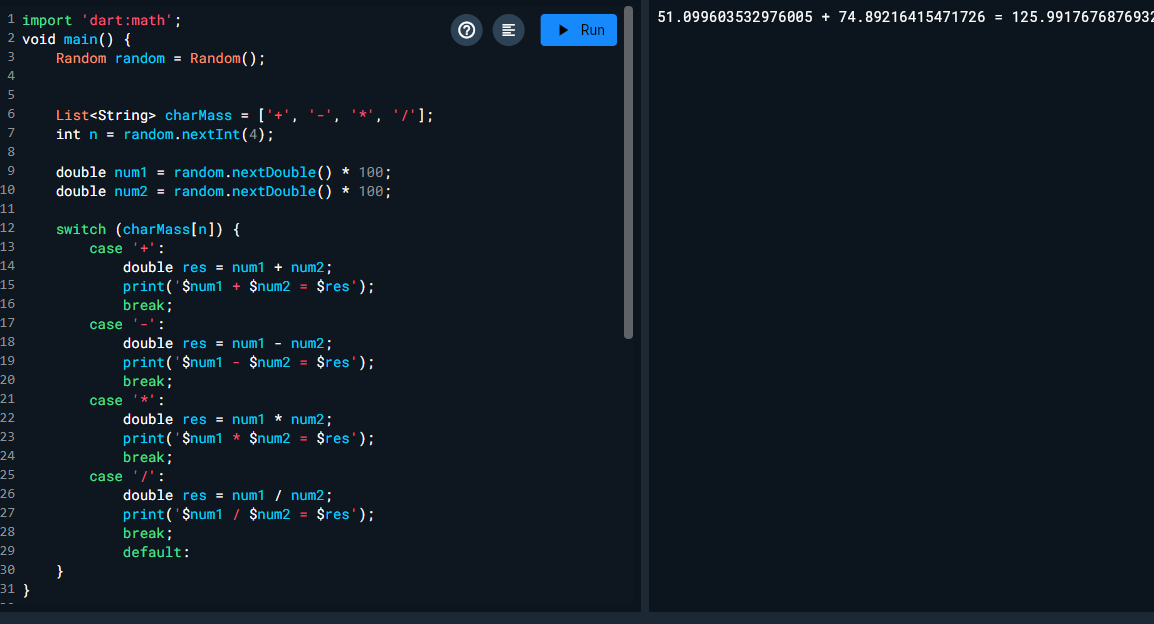 1 import 'dart:math';
2 void main() {
3     Random random = Random();
4
5
6     List<String> charMass = ['+', '-', '*', '/'];
7     int n = random.nextInt(4);
8
9     double num1 = random.nextDouble() * 100;
10     double num2 = random.nextDouble() * 100;
11
12     switch (charMass[n]) {
13         case '+':
14             double res = num1 + num2;
15             print('$num1 + $num2 = $res');
16             break;
17         case '-':
18             double res = num1 - num2;
19             print('$num1 - $num2 = $res');
20             break;
21         case '*':
22             double res = num1 * num2;
23             print('$num1 * $num2 = $res');
24             break;
25         case '/':
26             double res = num1 / num2;
27             print('$num1 / $num2 = $res');
28             break;
29             default:
30     }
31 }
Run
51.099603532976005 + 74.89216415471726 = 125.9917676876932